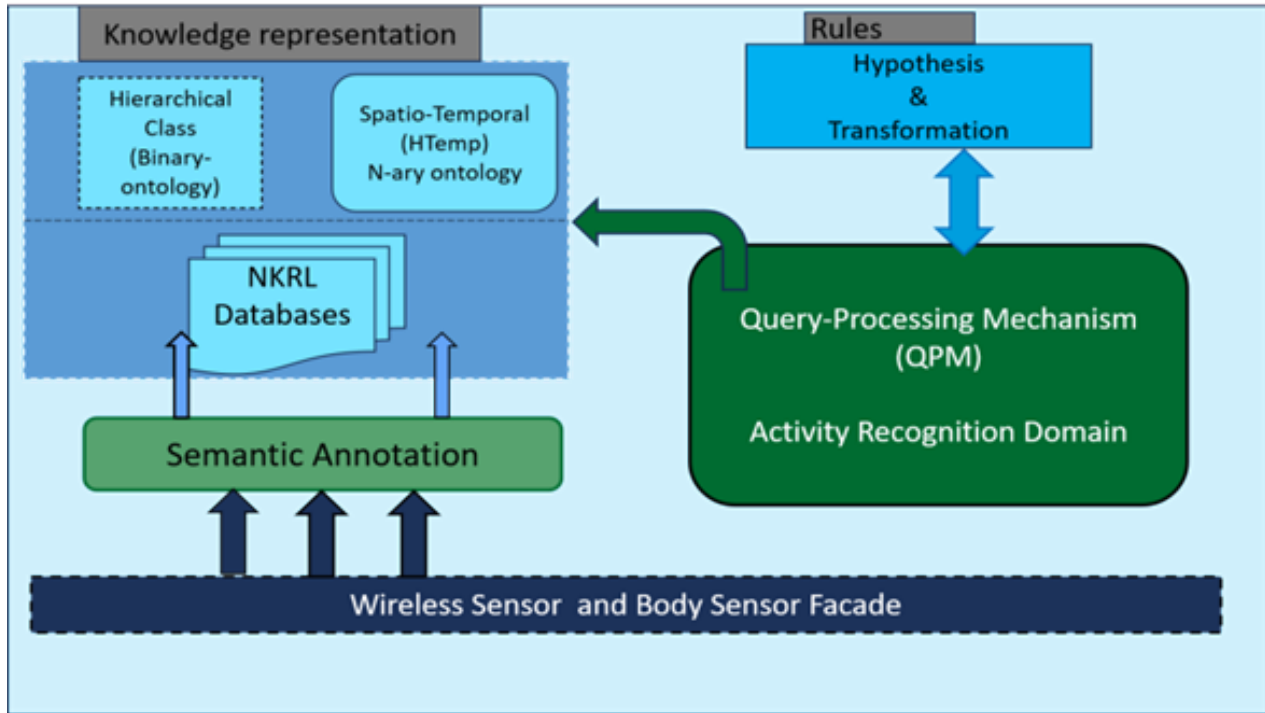 Knowledge representation
Hierarchical
Class
(Binary-
ontology)
Spatio-Temporal
(HTemp)
N-ary ontology
NKRL
Databases
Semantic Annotation
Rules
Hypothesis
&
Transformation
Query-Processing Mechanism
(QPM)
Activity Recognition Domain
Wireless Sensor and Body Sensor Facade